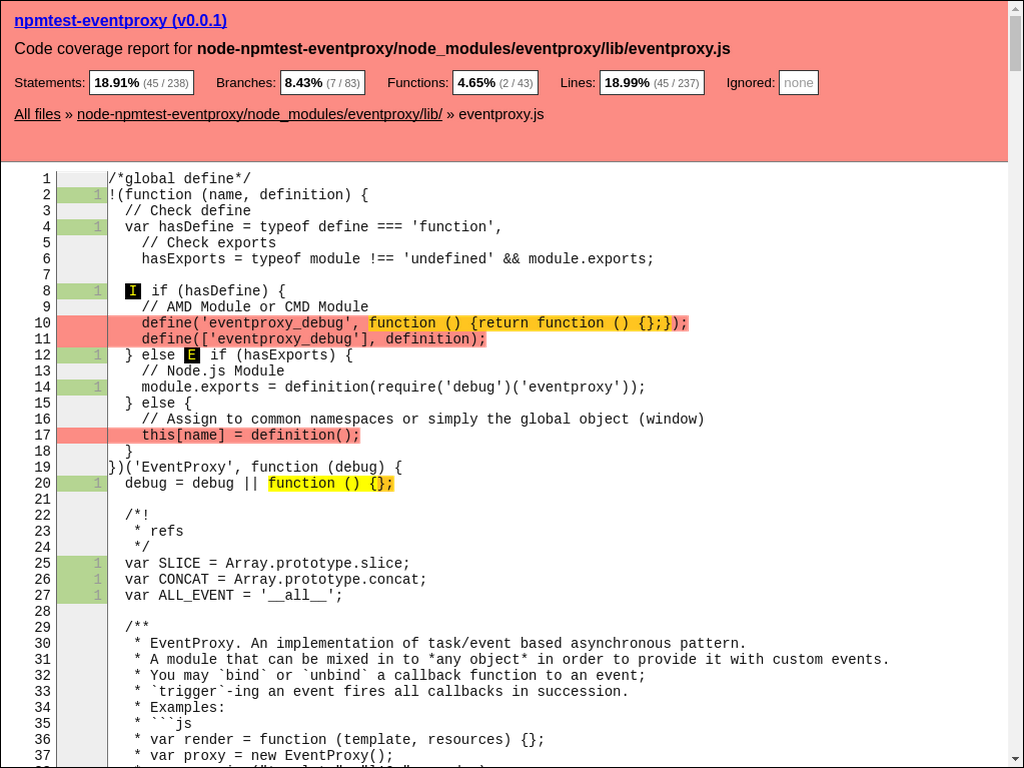 npmtest-eventproxy (v0.0.1)
Code coverage report for node-npmtest-eventproxy/node_modules/eventproxy/lib/eventproxy.js
Statements: 18.91% (45 / 238) Branches: 8.43% (7 / 83) Functions: 4.65% (2 / 43) Lines: 18.99% (45 / 237) Ignored: none
All files » node-npmtest-eventproxy/node_modules/eventproxy/lib/ » eventproxy.js
1 /*global define*/
2 1 !(function (name, definition) {
3 // Check define
4 1 var hasDefine = typeof define === 'function',
5 // Check exports
6 hasExports = typeof module !== 'undefined' && module.exports;
7
8 1 I if (hasDefine) {
9 // AMD Module or CMD Module
10 define('eventproxy_debug', function () {return function () {};});
11 define(['eventproxy_debug'], definition);
12 1 } else E if (hasExports) {
13 // Node.js Module
14 1 module.exports = definition(require('debug')('eventproxy'));
15 } else {
16 // Assign to common namespaces or simply the global object (window)
17 this[name] = definition();
18 }
19 })('EventProxy', function (debug) {
20 1 debug = debug || function () {};
21
22 /*!
23 * refs
24 */
25 1 var SLICE = Array.prototype.slice;
26 1 var CONCAT = Array.prototype.concat;
27 1 var ALL_EVENT = '__all__';
28
29 /**
30 * EventProxy. An implementation of task/event based asynchronous pattern.
31 * A module that can be mixed in to *any object* in order to provide it with custom events.
32 * You may `bind` or `unbind` a callback function to an event;
33 * `trigger`-ing an event fires all callbacks in succession.
34 * Examples:
35 * ```js
36 * var render = function (template, resources) {};
37 * var proxy = new EventProxy();